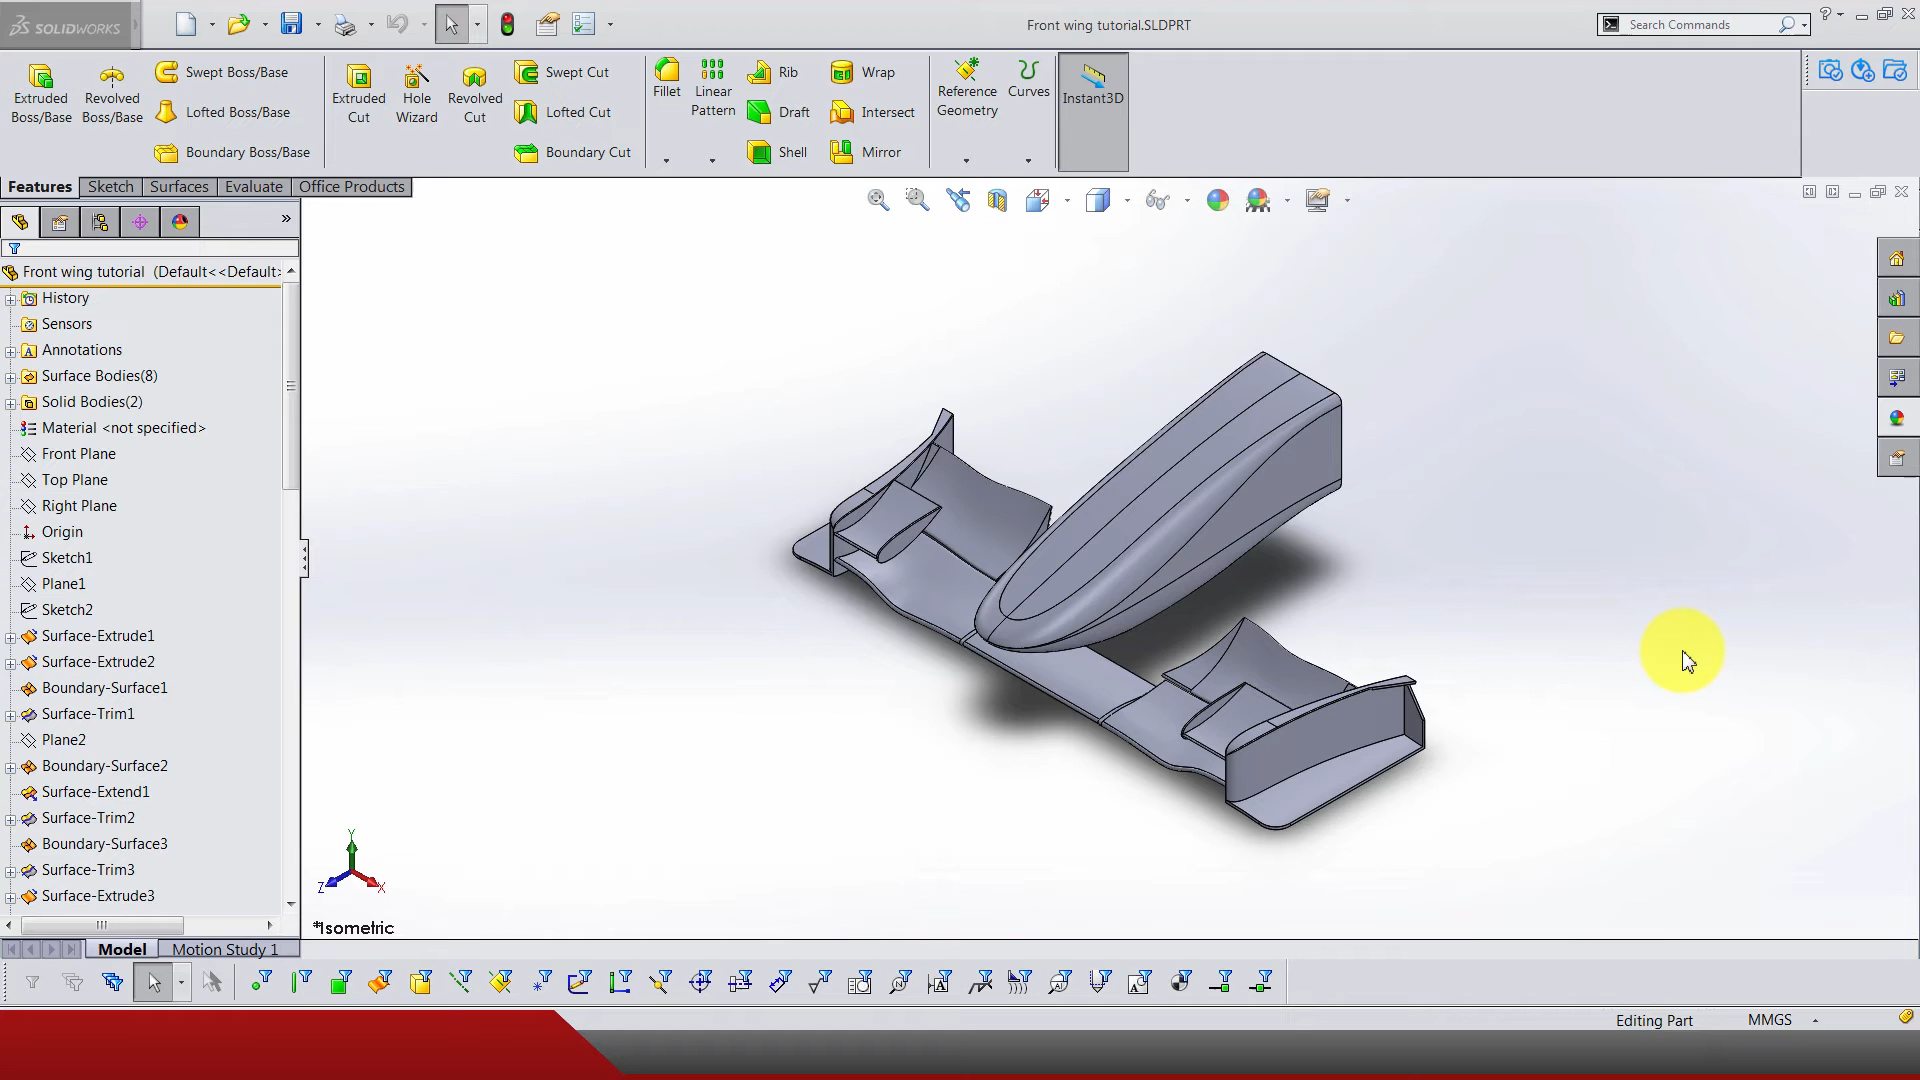 SOLIDWORKS
Front wing tutorial.SLDPRT
Search Commands
Extruded Boss/Base
Revolved Boss/Base
Swept Boss/Base
Lofted Boss/Base
Boundary Boss/Base
Extruded Cut
Hole Wizard
Revolved Cut
Swept Cut
Lofted Cut
Boundary Cut
Fillet
Linear Pattern
Rib
Draft
Shell
Wrap
Intersect
Mirror
Reference Geometry
Curves
Instant3D
Features
Sketch
Surfaces
Evaluate
Office Products
Front wing tutorial (Default<<Default>
History
Sensors
Annotations
Surface Bodies(8)
Solid Bodies(2)
Material <not specified>
Front Plane
Top Plane
Right Plane
Origin
Sketch1
Plane1
Sketch2
Surface-Extrude1
Surface-Extrude2
Boundary-Surface1
Surface-Trim1
Plane2
Boundary-Surface2
Surface-Extend1
Surface-Trim2
Boundary-Surface3
Surface-Trim3
Surface-Extrude3
Y
Z
X
*Isometric
Model
Motion Study 1
Editing Part
MMGS